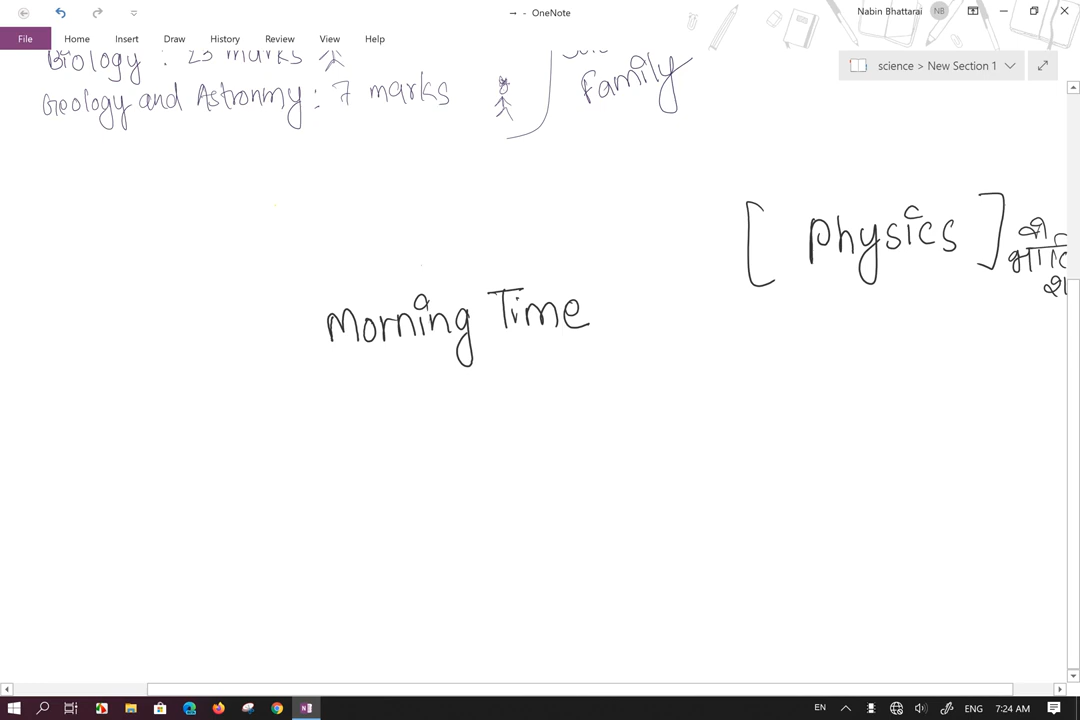 → - OneNote
Nabin Bhattarai NB
File Home Insert Draw History Review View Help
science > New Section 1
Biology : 23 marks
Geology and Astronmy : 7 marks
Family
[ Physics ]
Morning Time
EN ENG 7:24 AM